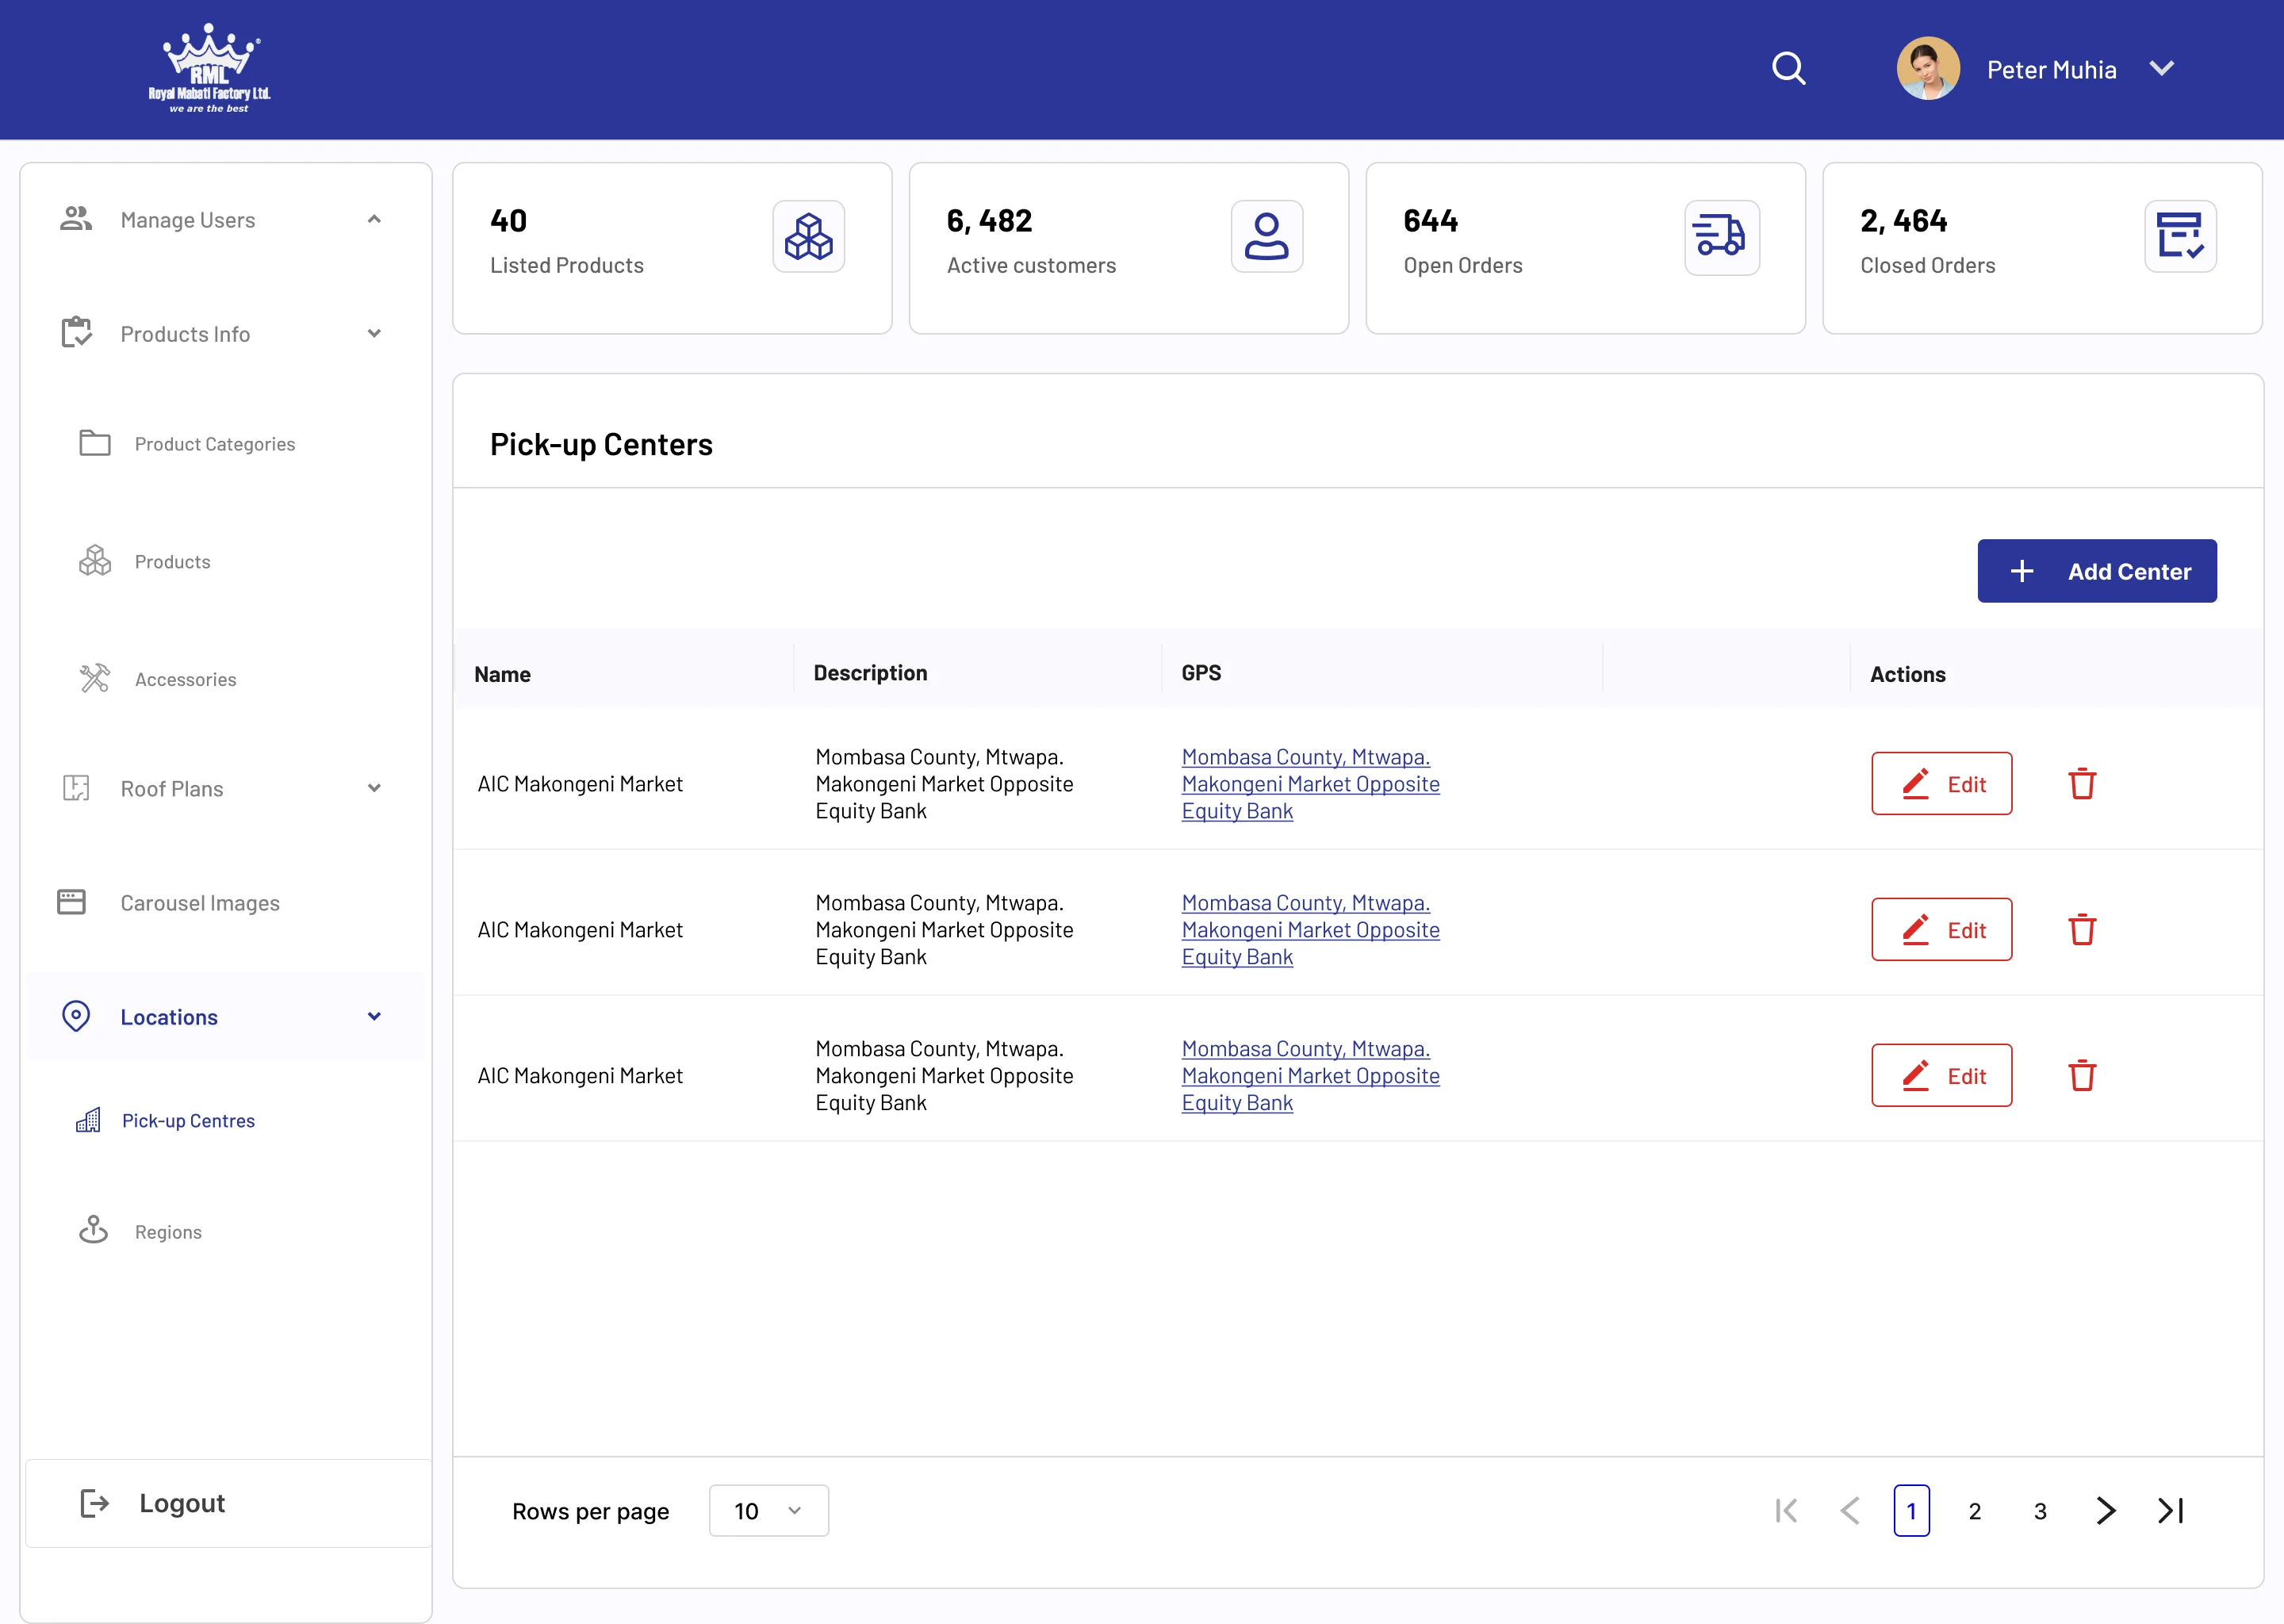 RML
Royal Mabati Factory Ltd.
we are the best
Peter Muhia
Manage Users
Products Info
Product Categories
Products
Accessories
Roof Plans
Carousel Images
Locations
Pick-up Centres
Regions
Logout
40
Listed Products
6, 482
Active customers
644
Open Orders
2, 464
Closed Orders
Pick-up Centers
Add Center
Name Description GPS Actions
AIC Makongeni Market
Mombasa County, Mtwapa.
Makongeni Market Opposite
Equity Bank
Mombasa County, Mtwapa.
Makongeni Market Opposite
Equity Bank
Edit
AIC Makongeni Market
Mombasa County, Mtwapa.
Makongeni Market Opposite
Equity Bank
Mombasa County, Mtwapa.
Makongeni Market Opposite
Equity Bank
Edit
AIC Makongeni Market
Mombasa County, Mtwapa.
Makongeni Market Opposite
Equity Bank
Mombasa County, Mtwapa.
Makongeni Market Opposite
Equity Bank
Edit
Rows per page 10 1 2 3